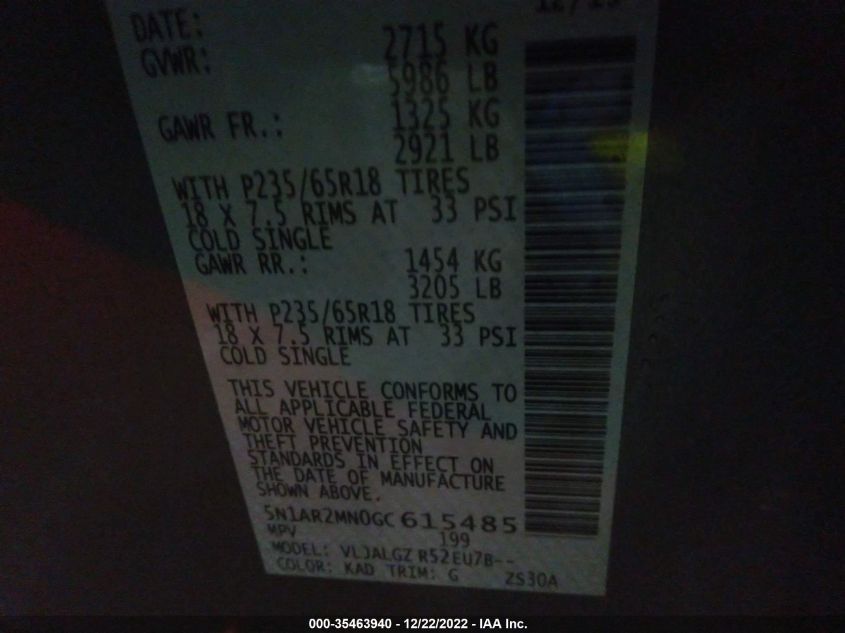 DATE: 12/15
GVWR: 2715 KG
5986 LB
GAWR FR.: 1325 KG
2921 LB
WITH P235/65R18 TIRES
18 X 7.5 RIMS AT 33 PSI
COLD SINGLE
GAWR RR.: 1454 KG
3205 LB
WITH P235/65R18 TIRES
18 X 7.5 RIMS AT 33 PSI
COLD SINGLE
THIS VEHICLE CONFORMS TO
ALL APPLICABLE FEDERAL
MOTOR VEHICLE SAFETY AND
THEFT PREVENTION
STANDARDS IN EFFECT ON
THE DATE OF MANUFACTURE
SHOWN ABOVE.
5N1AR2MN0GC615485
MPV 199
MODEL: VLJALGZ R52EU7B--
COLOR: KAD TRIM: G ZS30A
000-35463940 - 12/22/2022 - IAA Inc.